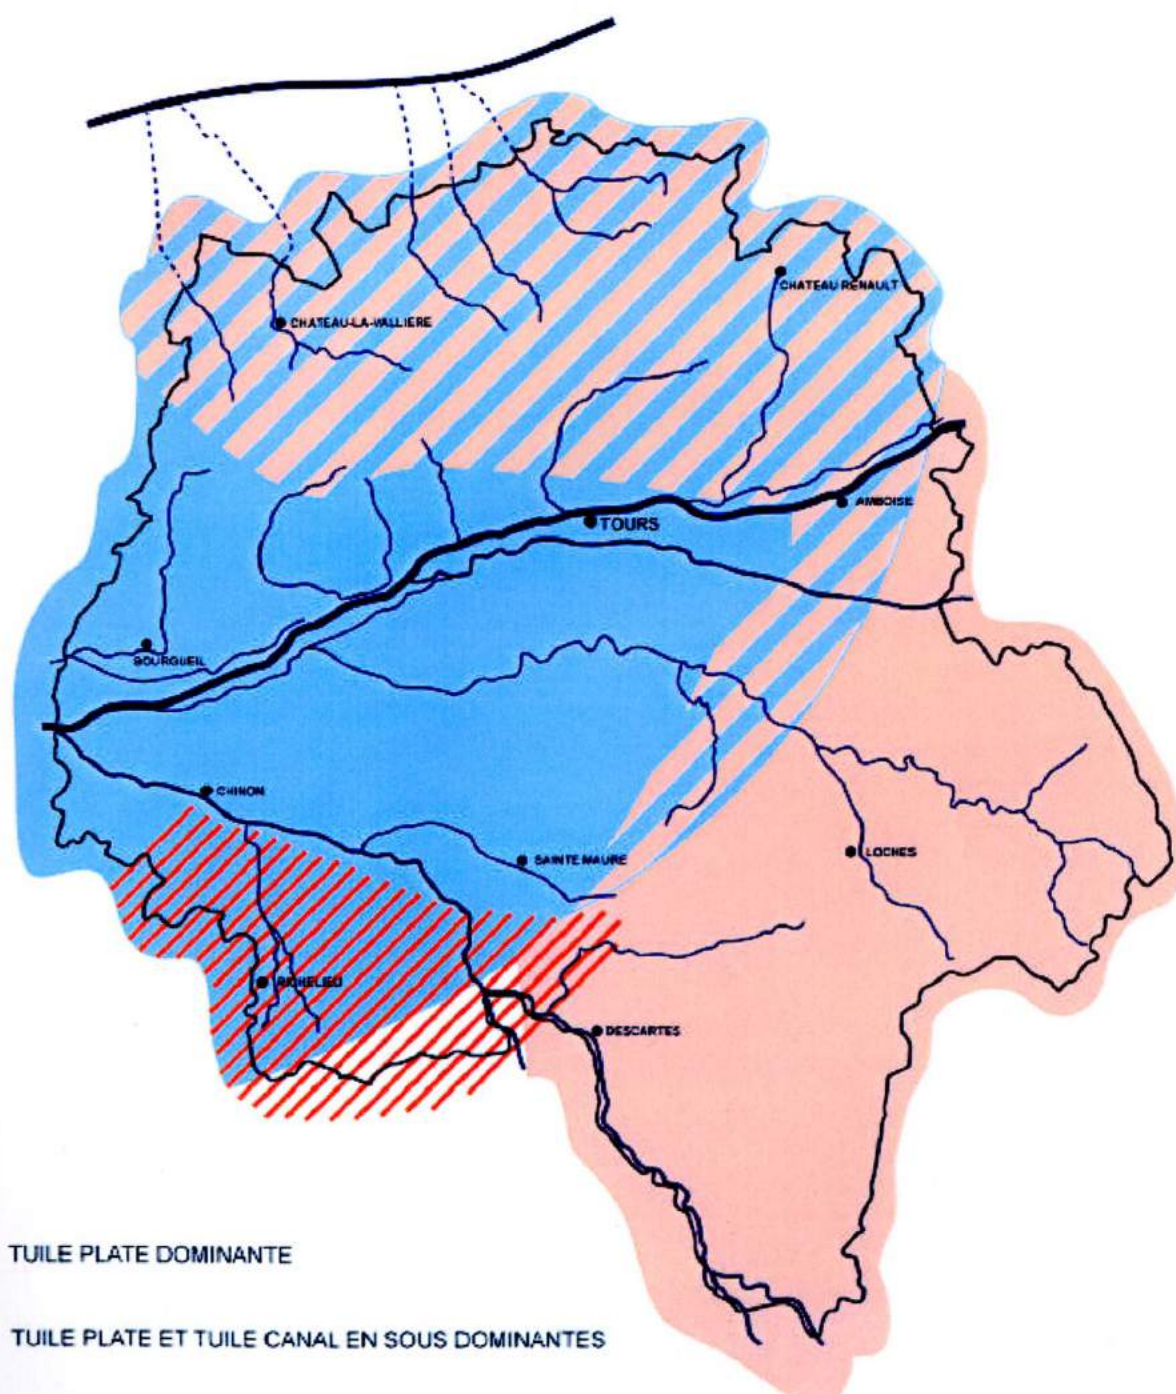 CHATEAU RENAULT
CHATEAU-LA-VALLIERE
AMBOISE
TOURS
BOURGUEIL
CHINON
SAINTE MAURE
LOCHES
RICHELIEU
DESCARTES
TUILE PLATE DOMINANTE
TUILE PLATE ET TUILE CANAL EN SOUS DOMINANTES